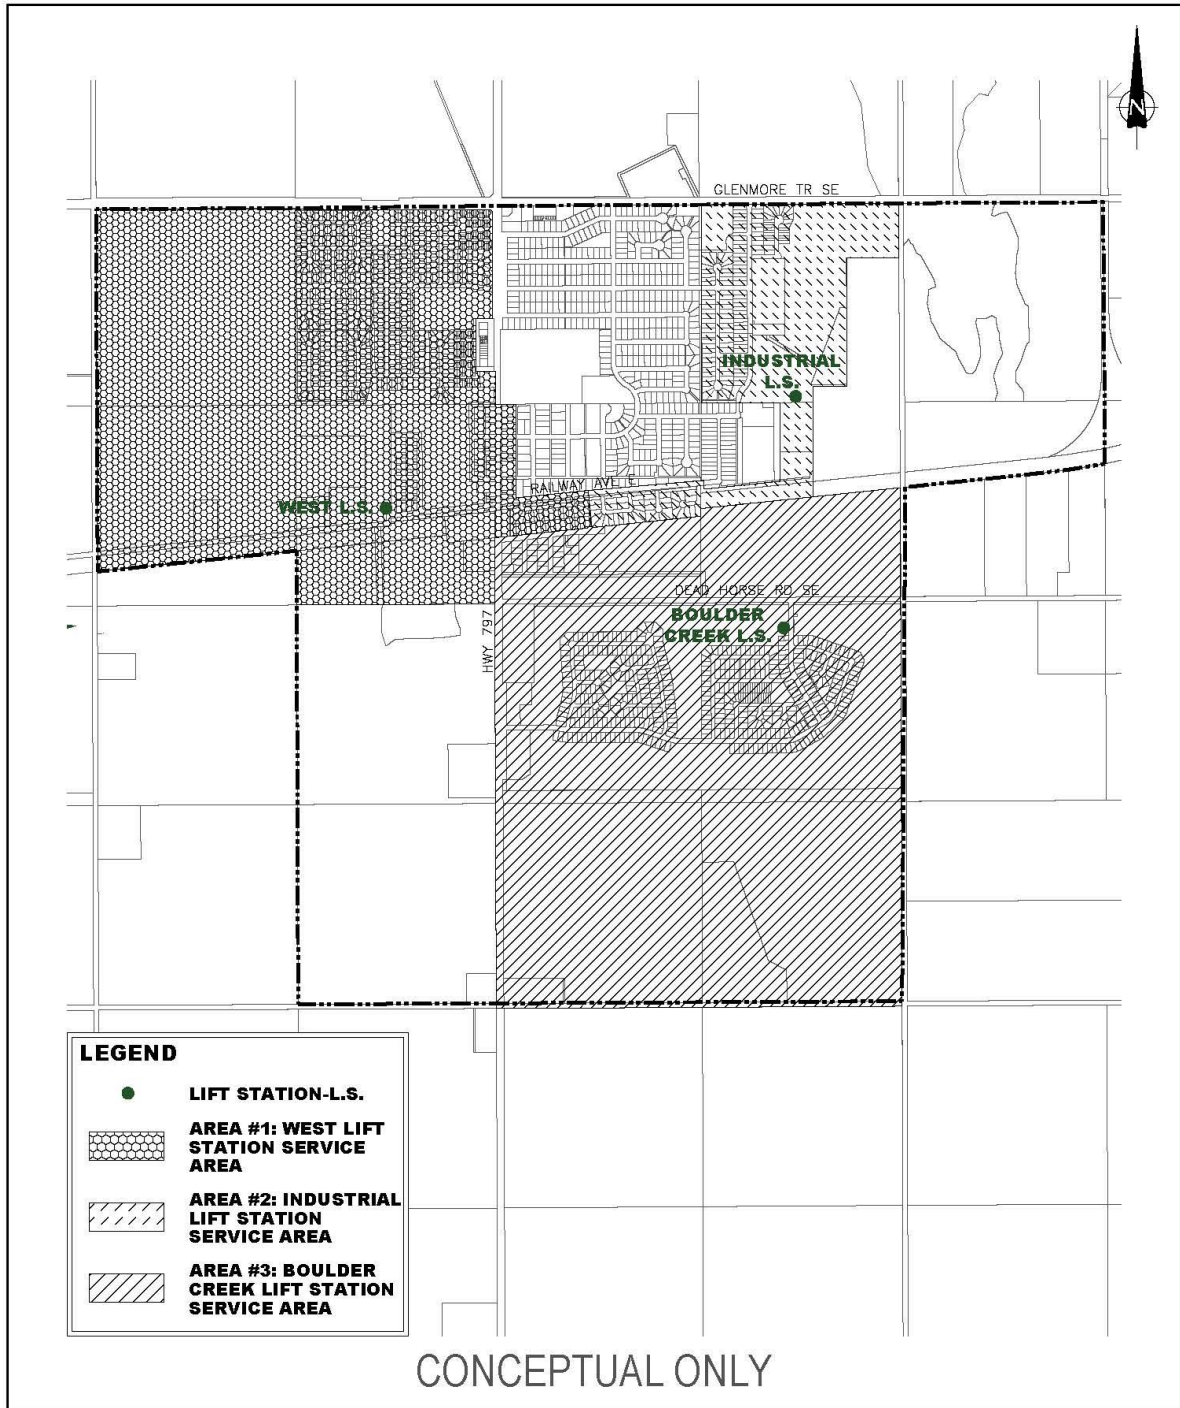 N
GLENMORE TR SE
INDUSTRIAL
L.S.
RAILWAY AVE E
WEST L.S.
DEAD HORSE RD SE
BOULDER
CREEK L.S.
HWY 797
LEGEND
LIFT STATION-L.S.
AREA #1: WEST LIFT
STATION SERVICE
AREA
AREA #2: INDUSTRIAL
LIFT STATION
SERVICE AREA
AREA #3: BOULDER
CREEK LIFT STATION
SERVICE AREA
CONCEPTUAL ONLY